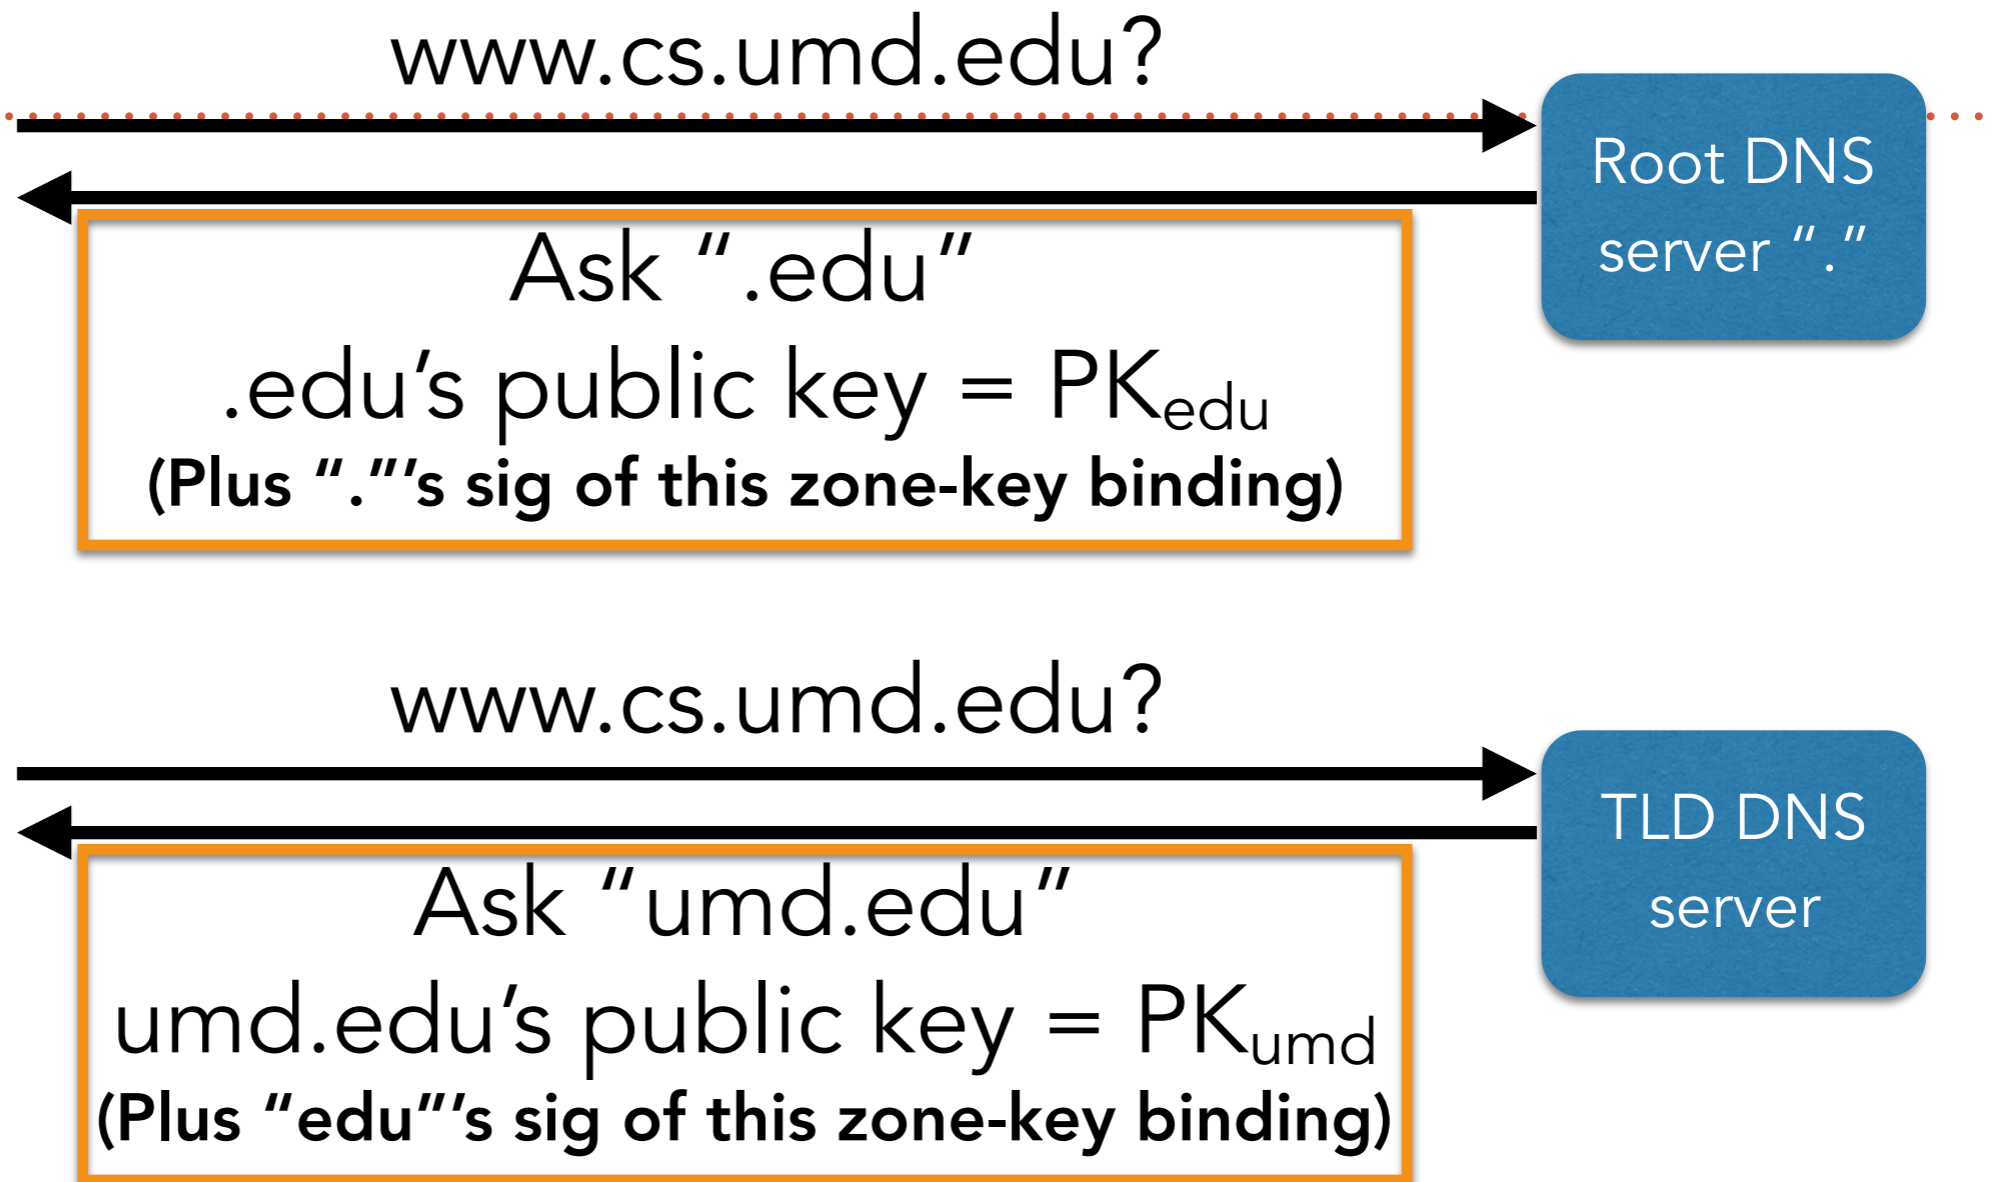 www.cs.umd.edu?
Root DNS
server “.”
Ask “.edu”
.edu’s public key = PKedu
(Plus “.”’s sig of this zone-key binding)
www.cs.umd.edu?
TLD DNS
server
Ask “umd.edu”
umd.edu’s public key = PKumd
(Plus “edu”’s sig of this zone-key binding)